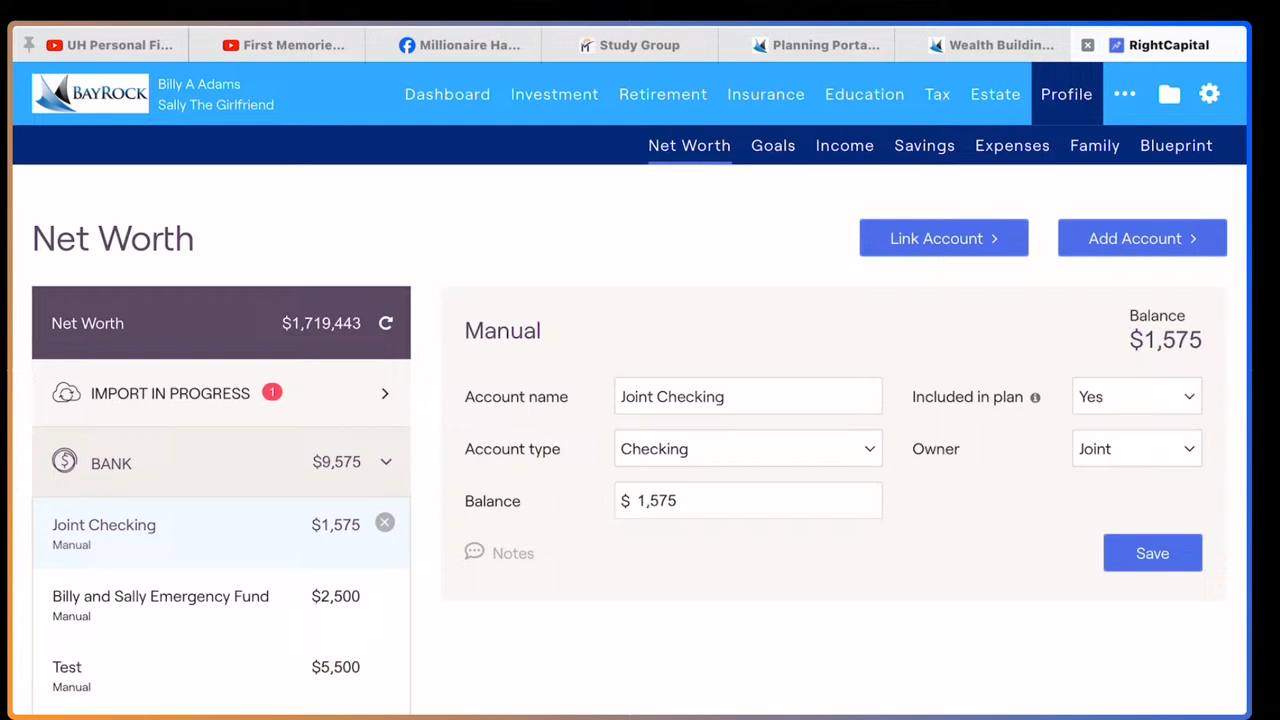 UH Personal Fi...
First Memorie...
Millionaire Ha...
Study Group
Planning Porta...
Wealth Buildin...
RightCapital
BAYROCK
Billy A Adams
Sally The Girlfriend
Dashboard
Investment
Retirement
Insurance
Education
Tax
Estate
Profile
Net Worth
Goals
Income
Savings
Expenses
Family
Blueprint
Net Worth
Link Account
Add Account
Net Worth
$1,719,443
IMPORT IN PROGRESS
1
BANK
$9,575
Joint Checking
$1,575
Manual
Billy and Sally Emergency Fund
$2,500
Manual
Test
$5,500
Manual
Manual
Balance
$1,575
Account name
Joint Checking
Included in plan
Yes
Account type
Checking
Owner
Joint
Balance
$ 1,575
Notes
Save